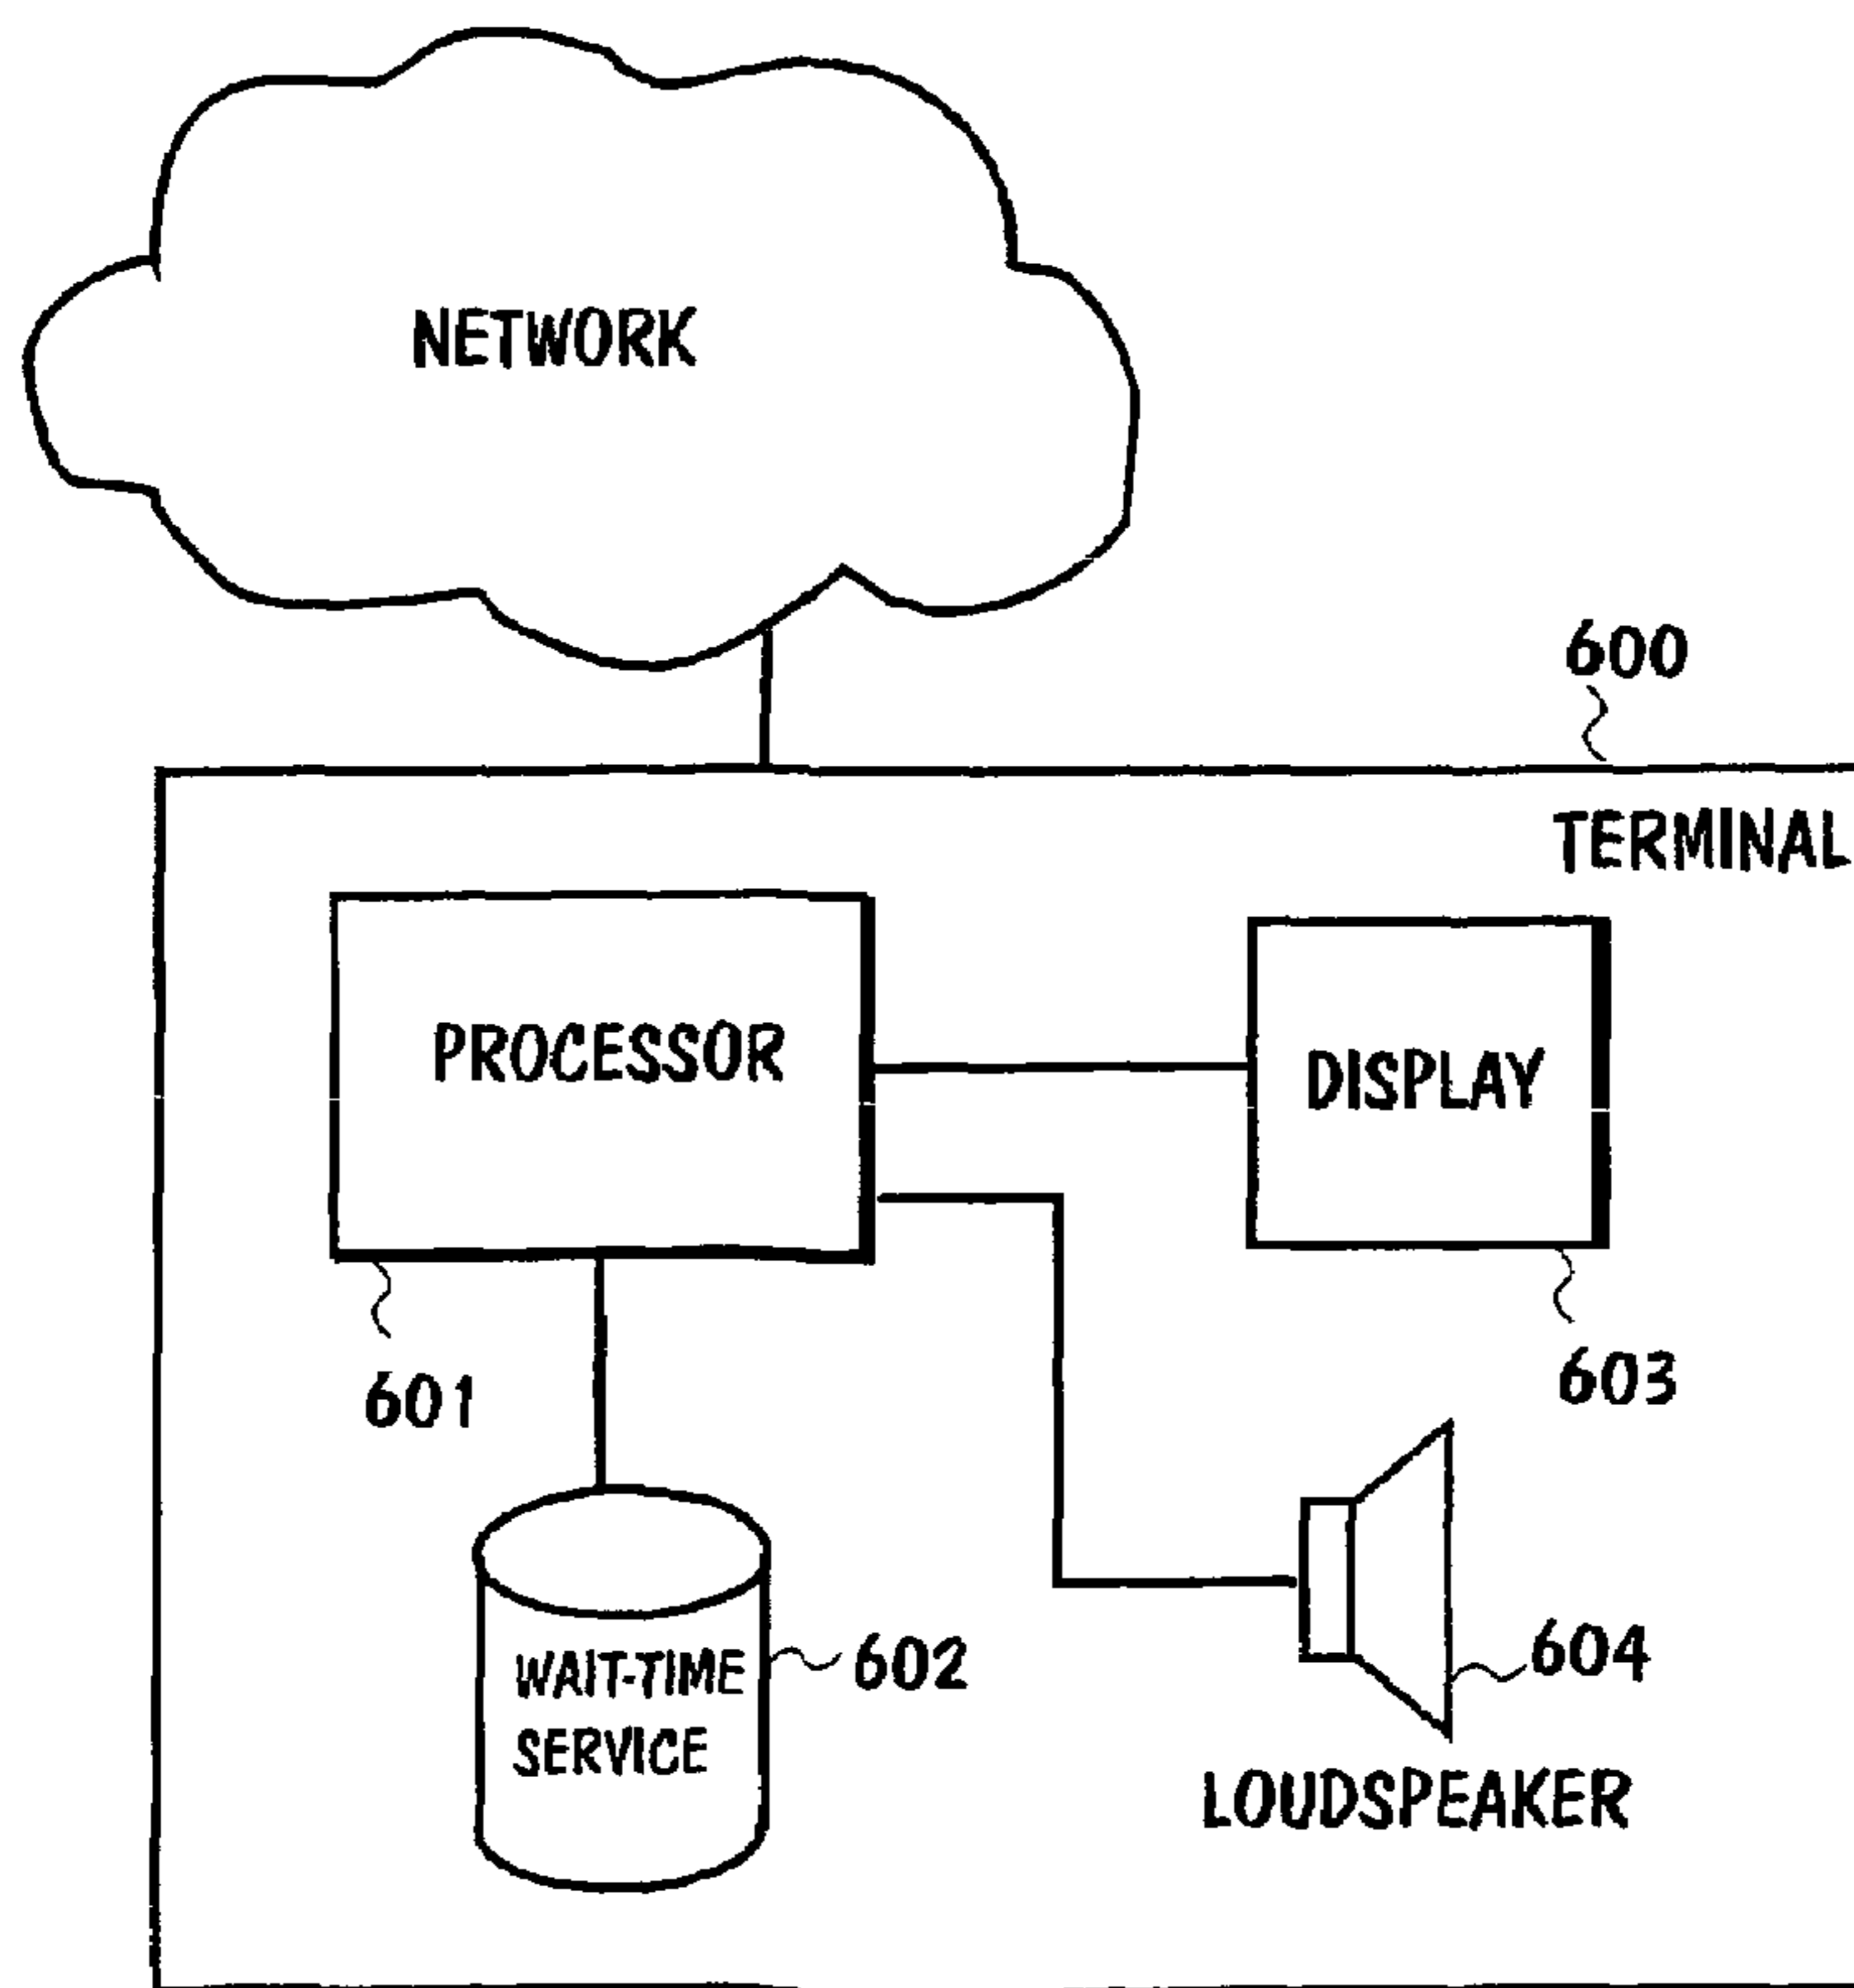 NETWORK
600
TERMINAL
PROCESSOR
DISPLAY
601
603
WAIT-TIME
SERVICE
602
604
LOUDSPEAKER